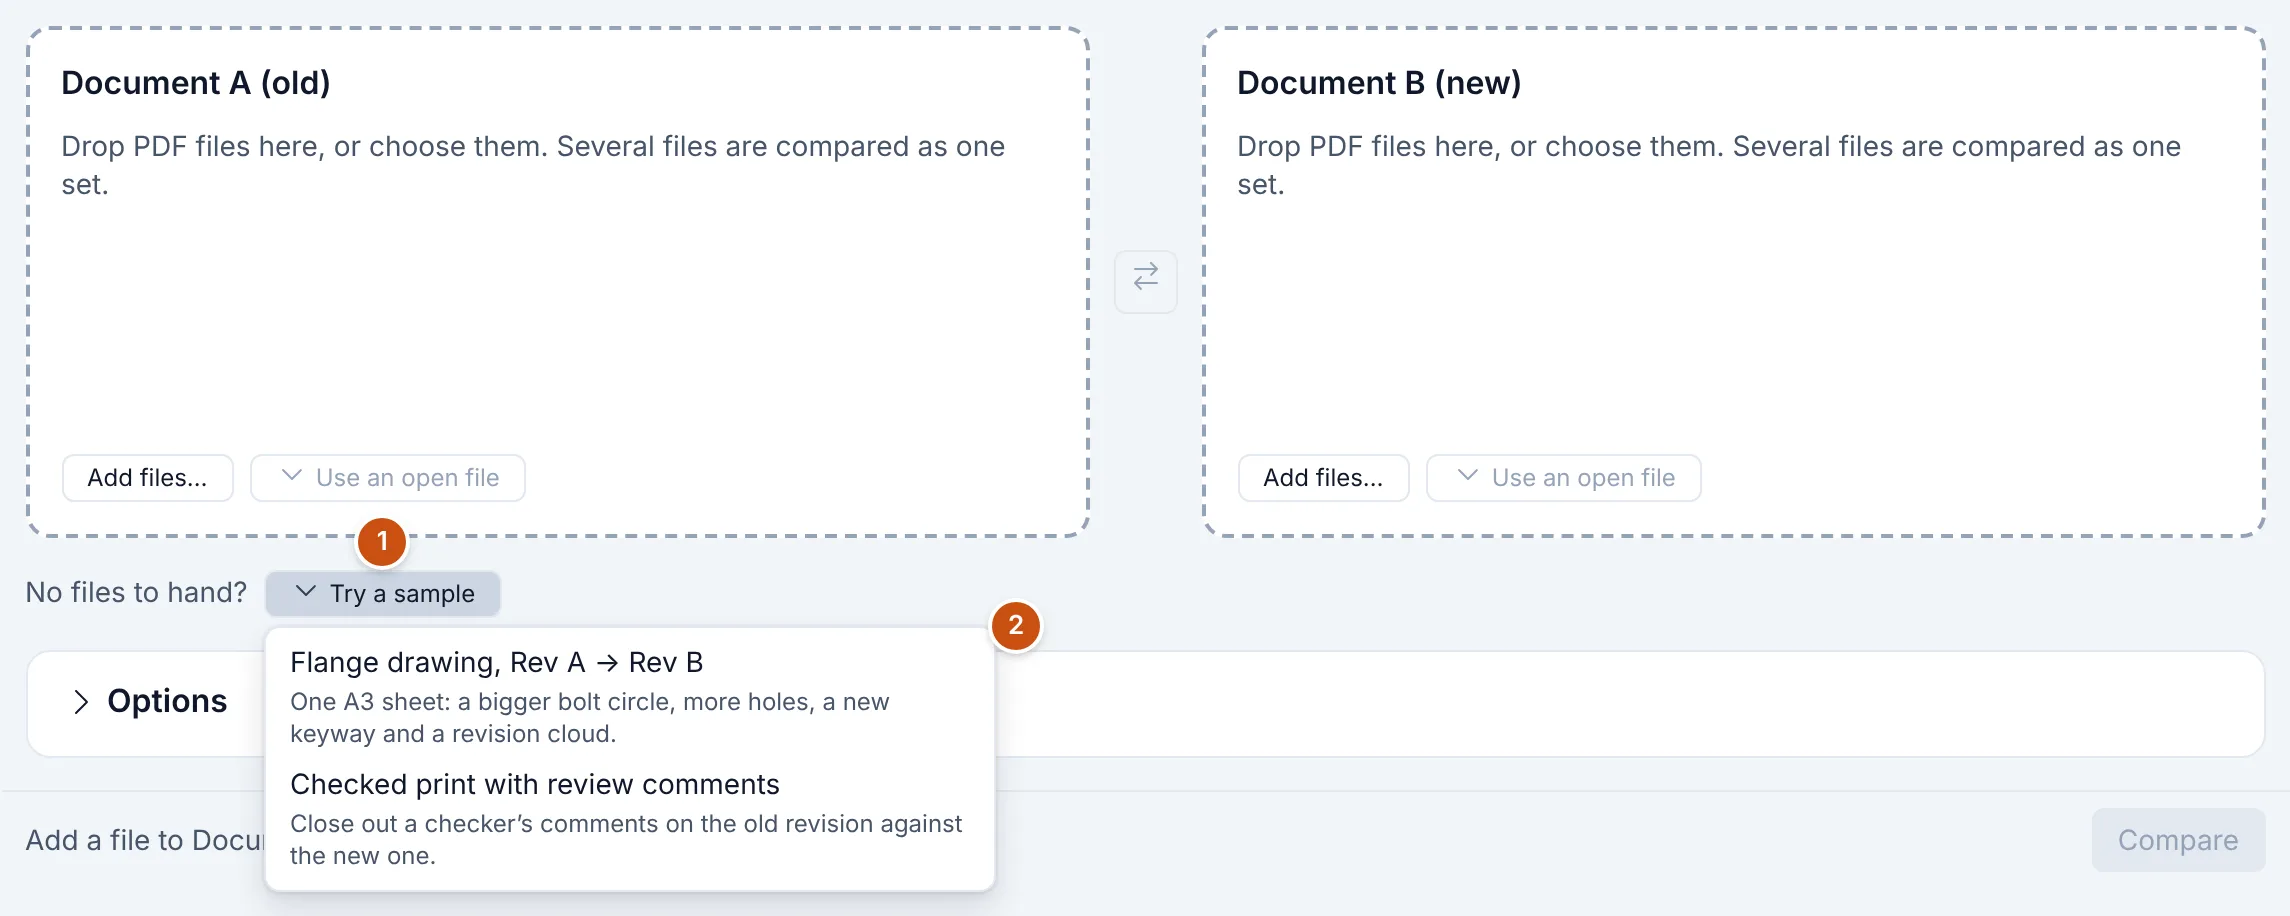 Document A (old)
Drop PDF files here, or choose them. Several files are compared as one
set.
Add files...
Use an open file
Document B (new)
Drop PDF files here, or choose them. Several files are compared as one
set.
Add files...
Use an open file
1
No files to hand?
Try a sample
2
Flange drawing, Rev A → Rev B
One A3 sheet: a bigger bolt circle, more holes, a new
keyway and a revision cloud.
Checked print with review comments
Close out a checker’s comments on the old revision against
the new one.
Options
Add a file to Docu
Compare